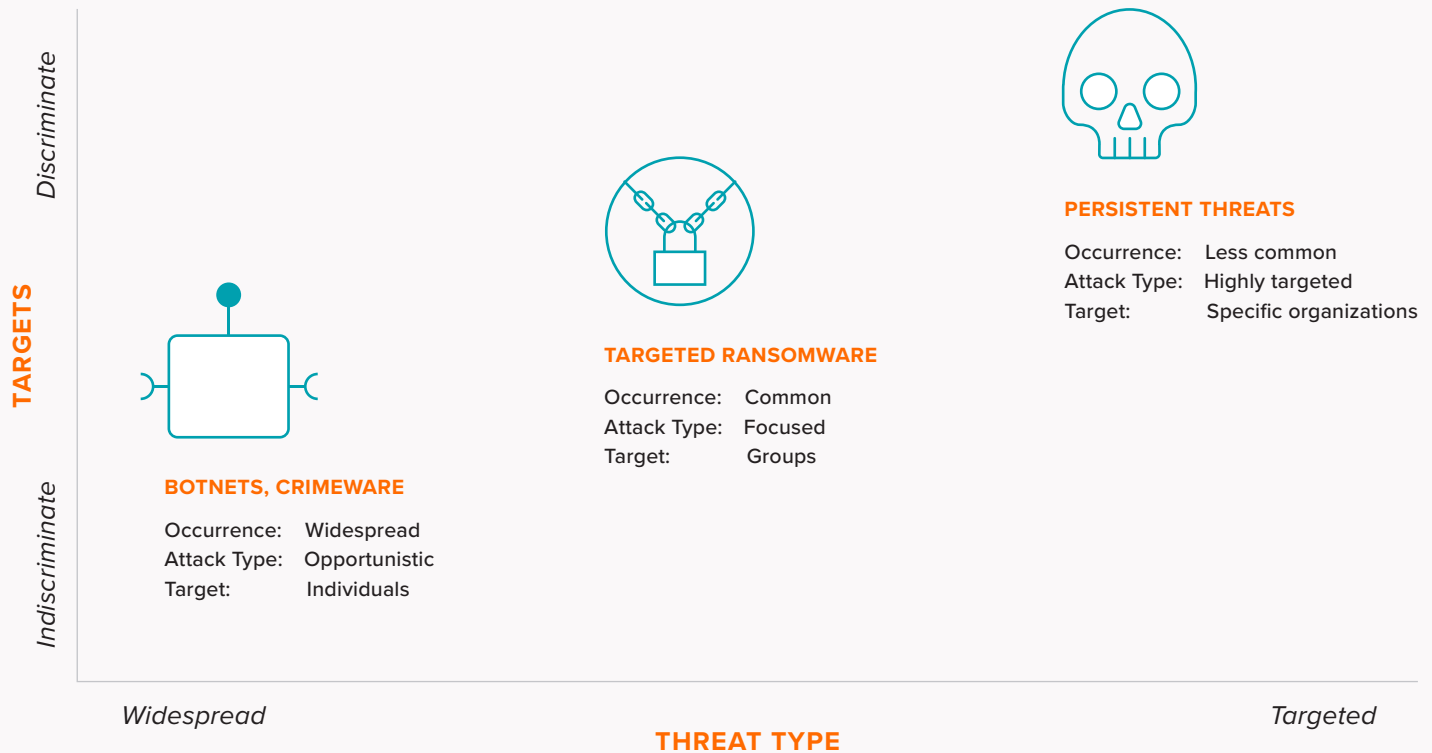 Discriminate
TARGETS
Indiscriminate
BOTNETS, CRIMEWARE
Occurrence: Widespread
Attack Type: Opportunistic
Target: Individuals
TARGETED RANSOMWARE
Occurrence: Common
Attack Type: Focused
Target: Groups
PERSISTENT THREATS
Occurrence: Less common
Attack Type: Highly targeted
Target: Specific organizations
Widespread
THREAT TYPE
Targeted